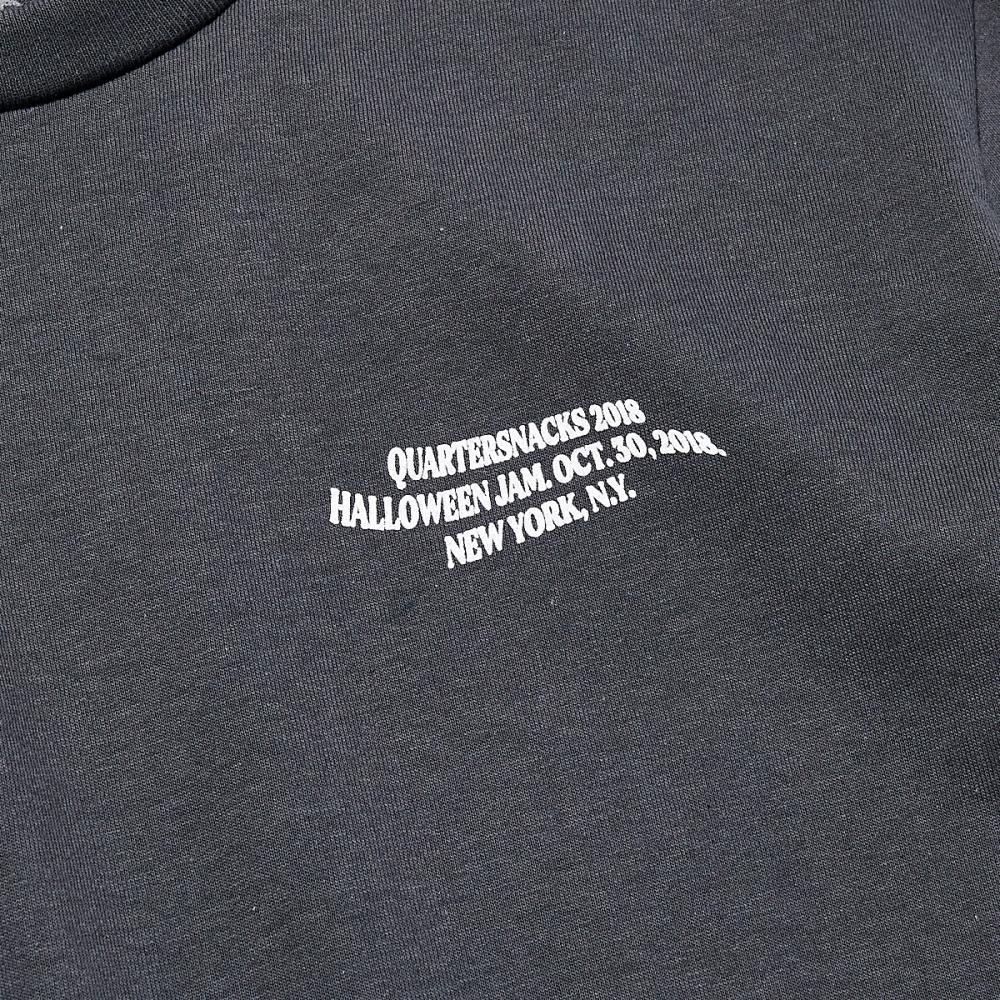 QUARTERSNACKS 2018
HALLOWEEN JAM. OCT. 30, 2018.
NEW YORK, N.Y.